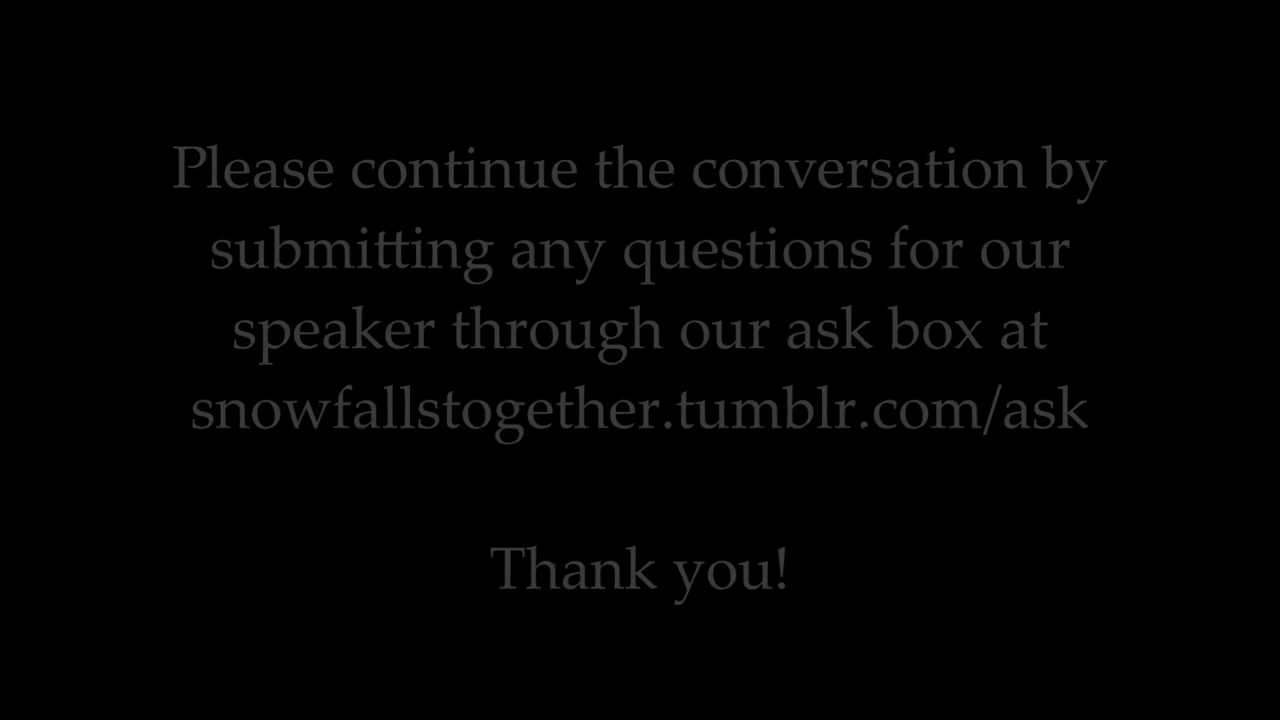 Please continue the conversation by
submitting any questions for our
speaker through our ask box at
snowfallstogether.tumblr.com/ask
Thank you!